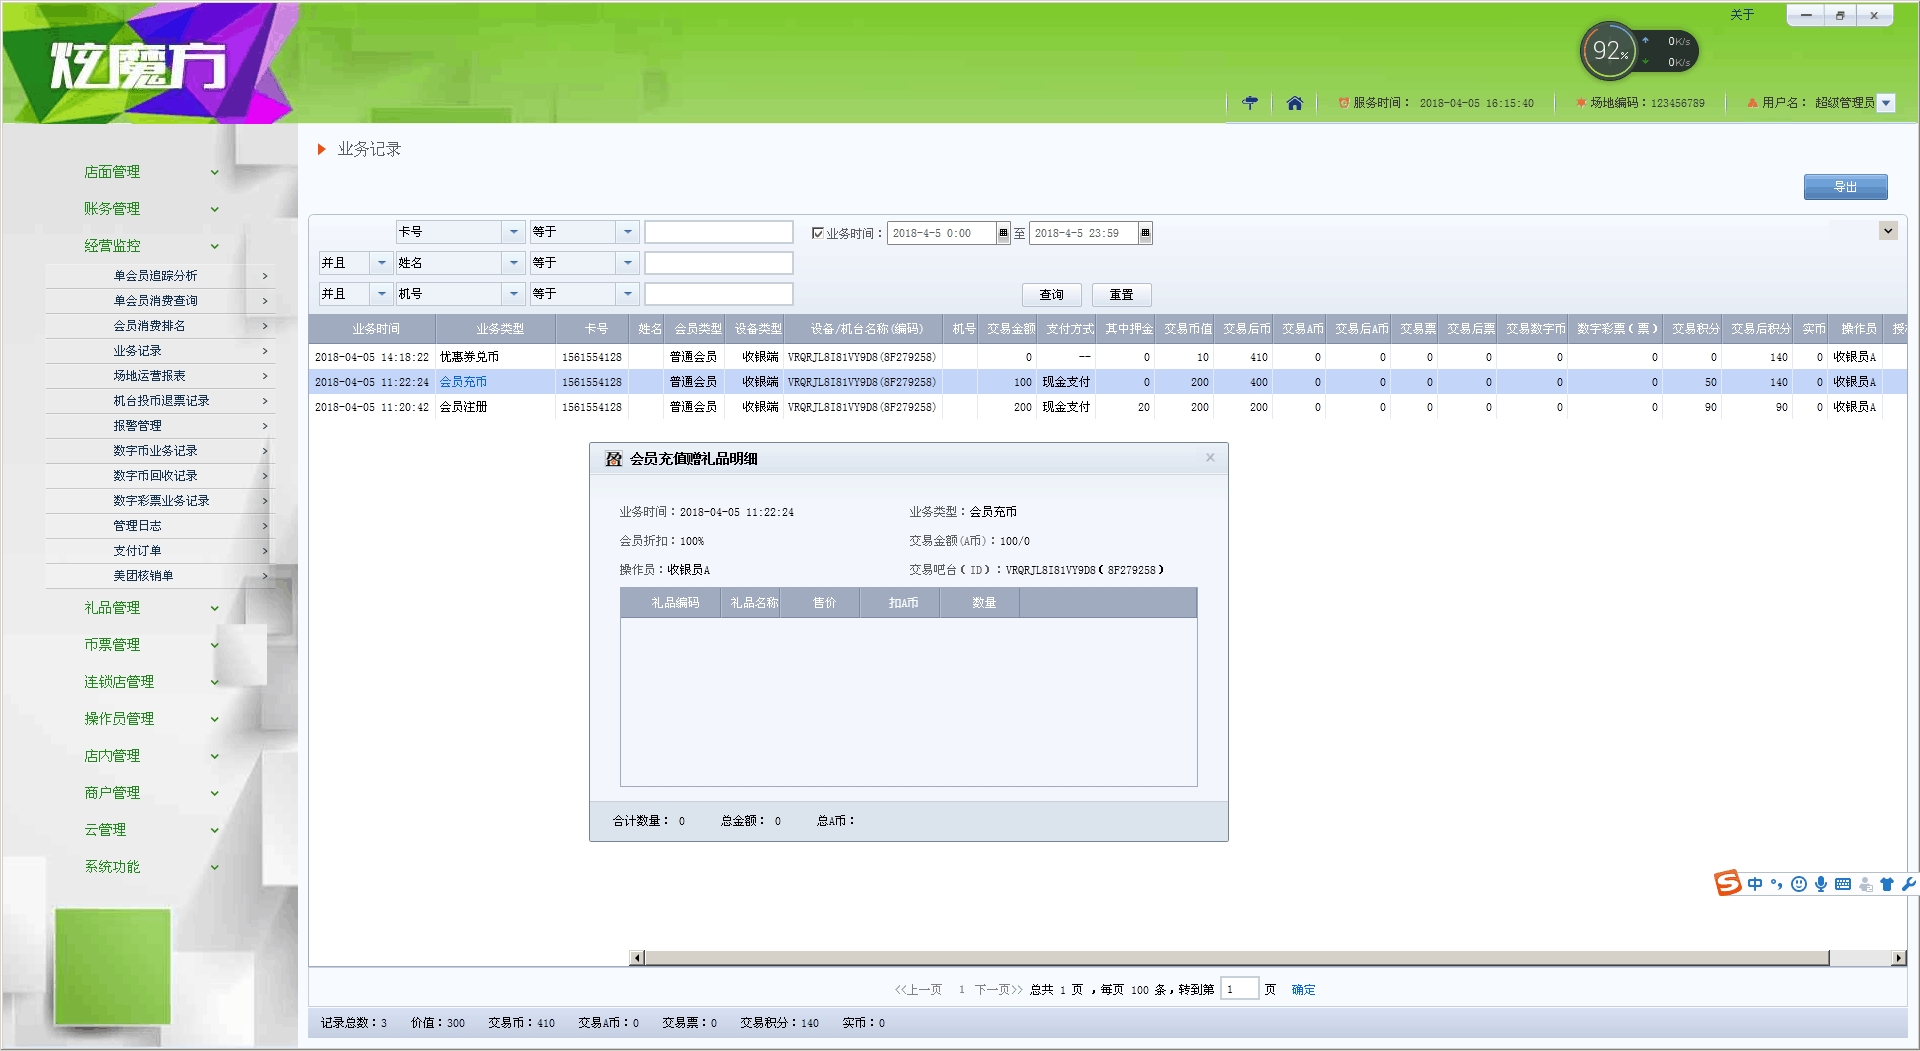 炫魔方
关于
92%
0K/s
0K/s
服务时间： 2018-04-05 16:15:40 场地编码：123456789 用户名： 超级管理员
店面管理
账务管理
经营监控
单会员追踪分析
单会员消费查询
会员消费排名
业务记录
场地运营报表
机台投币退票记录
报警管理
数字币业务记录
数字币回收记录
数字彩票业务记录
管理日志
支付订单
美团核销单
礼品管理
币票管理
连锁店管理
操作员管理
店内管理
商户管理
云管理
系统功能
业务记录
导出
卡号 等于 业务时间： 2018-4-5 0:00 至 2018-4-5 23:59
并且 姓名 等于
并且 机号 等于 查询 重置
业务时间 业务类型 卡号 姓名 会员类型 设备类型 设备/机台名称(编码) 机号 交易金额 支付方式 其中押金 交易币值 交易后币 交易A币 交易后A币 交易票 交易后票 交易数字币 数字彩票(票) 交易积分 交易后积分 实币 操作员
2018-04-05 14:18:22 优惠券兑币 1561554128 普通会员 收银端 VRQRJL8I81VY9D8(8F279258) 0 -- 0 10 410 0 0 0 0 0 0 0 140 0 收银员A
2018-04-05 11:22:24 会员充币 1561554128 普通会员 收银端 VRQRJL8I81VY9D8(8F279258) 100 现金支付 0 200 400 0 0 0 0 0 0 50 140 0 收银员A
2018-04-05 11:20:42 会员注册 1561554128 普通会员 收银端 VRQRJL8I81VY9D8(8F279258) 200 现金支付 20 200 200 0 0 0 0 0 0 90 90 0 收银员A
会员充值赠礼品明细
业务时间：2018-04-05 11:22:24 业务类型：会员充币
会员折扣：100% 交易金额(A币)：100/0
操作员：收银员A 交易吧台(ID)：VRQRJL8I81VY9D8(8F279258)
礼品编码 礼品名称 售价 扣A币 数量
合计数量： 0 总金额： 0 总A币：
中
<<上一页 1 下一页>> 总共 1 页 ，每页 100 条，转到第 1 页 确定
记录总数：3 价值：300 交易币：410 交易A币：0 交易票：0 交易积分：140 实币：0